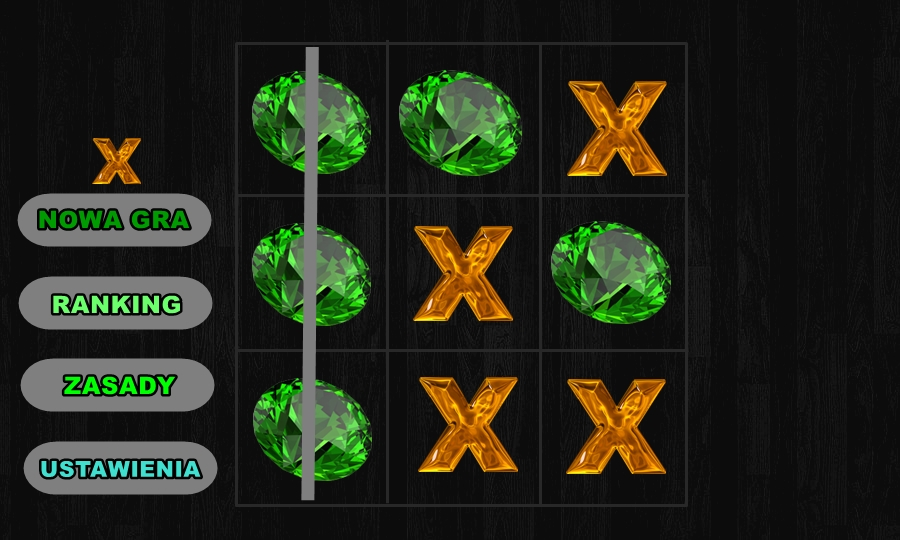 X
NOWA GRA
RANKING
ZASADY
USTAWIENIA
X
X
X
X